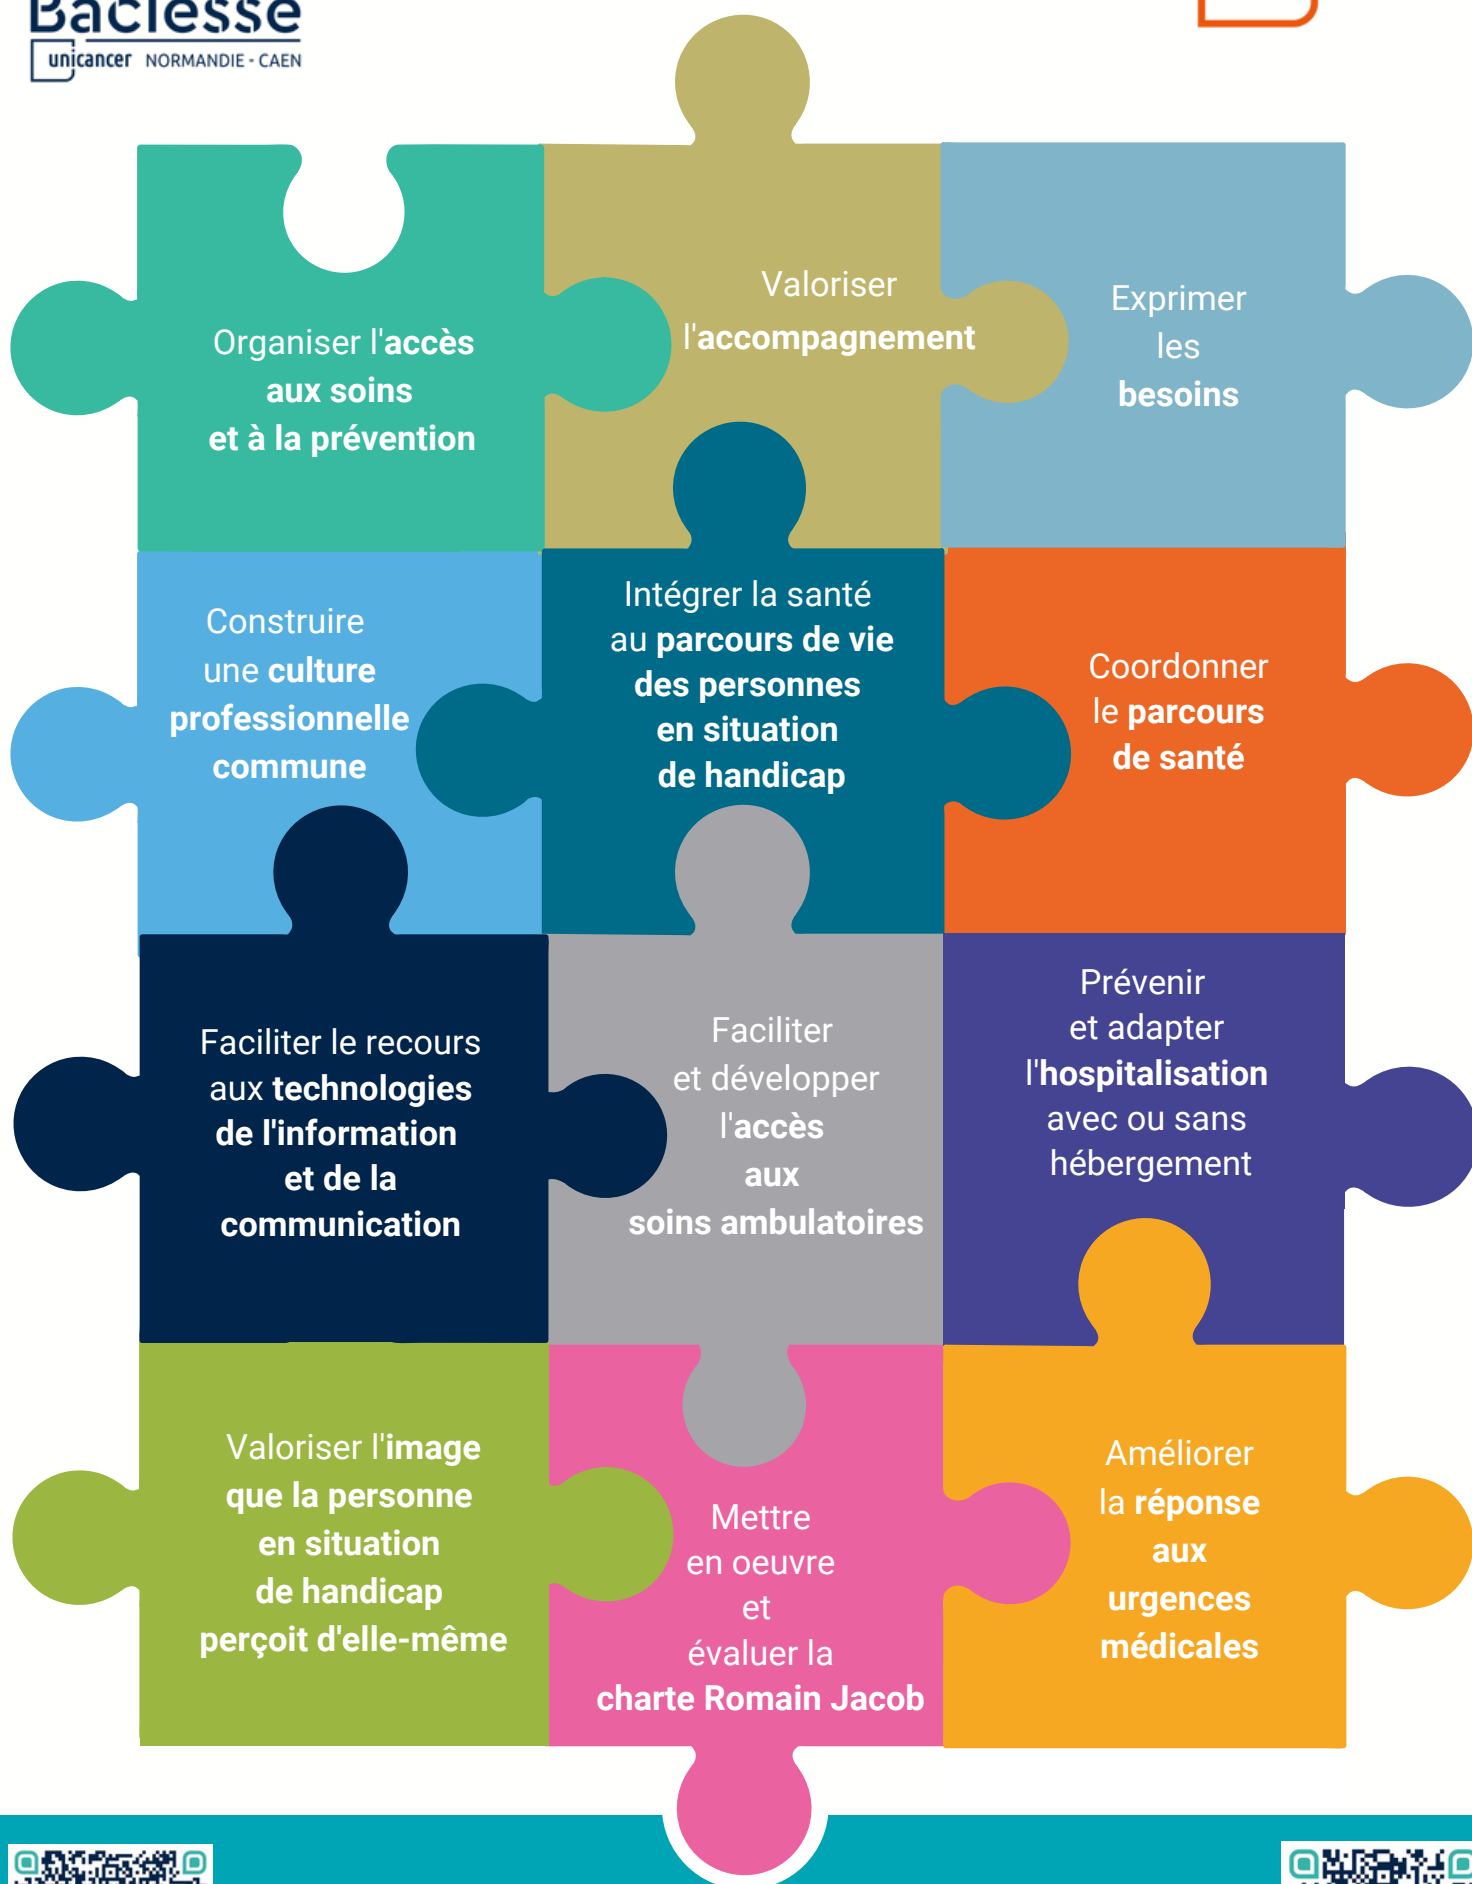 Baclesse
unicancer NORMANDIE - CAEN
Organiser l'accès
aux soins
et à la prévention
Valoriser
l'accompagnement
Exprimer
les
besoins
Construire
une culture
professionnelle
commune
Intégrer la santé
au parcours de vie
des personnes
en situation
de handicap
Coordonner
le parcours
de santé
Faciliter le recours
aux technologies
de l'information
et de la
communication
Faciliter
et développer
l'accès
aux
soins ambulatoires
Prévenir
et adapter
l'hospitalisation
avec ou sans
hébergement
Valoriser l'image
que la personne
en situation
de handicap
perçoit d'elle-même
Mettre
en oeuvre
et
évaluer la
charte Romain Jacob
Améliorer
la réponse
aux
urgences
médicales